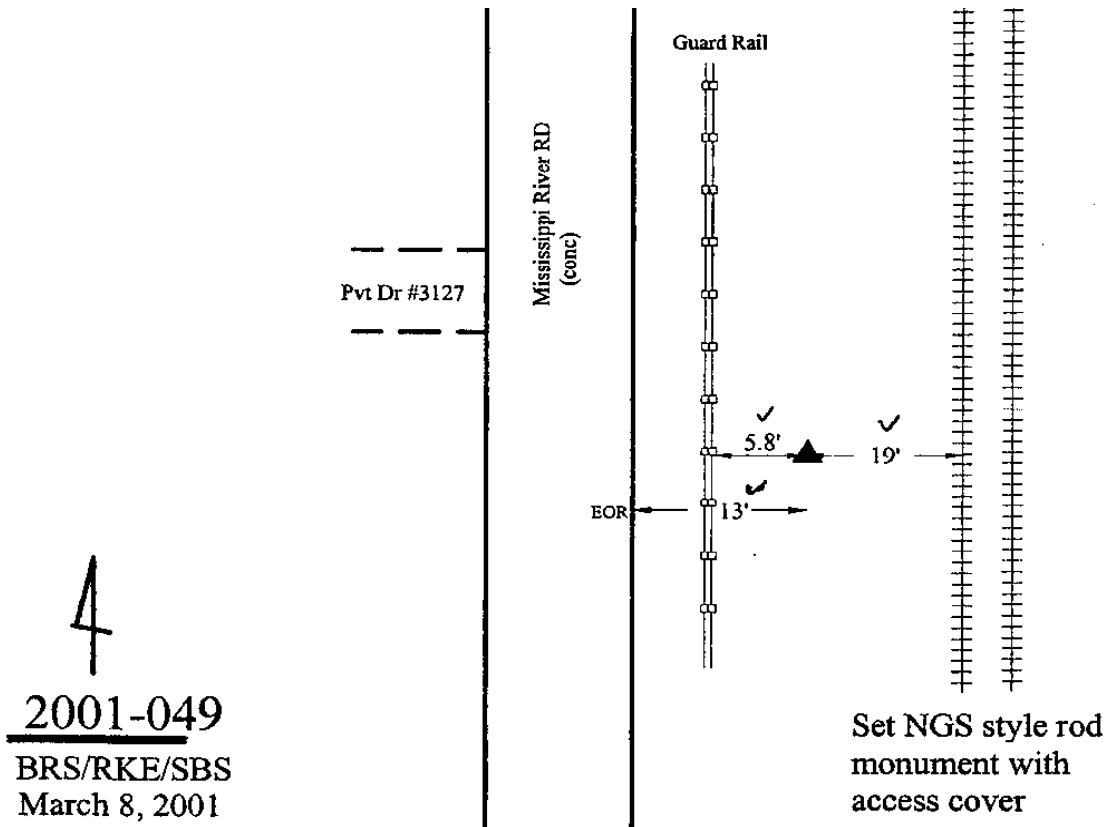 Guard Rail
Mississippi River RD
(conc)
Pvt Dr #3127
5.8'
19'
EOR
13'
2001-049
BRS/RKE/SBS
March 8, 2001
Set NGS style rod
monument with
access cover